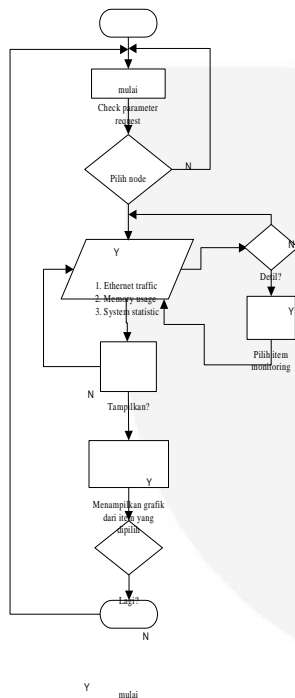 mulai
Check parameter
request
N
Pilih node
Y
N
Detil?
1. Ethernet traffic
2. Memory usage
3. System statistic
Y
Pilih item
monitoring
N
Tampilkan?
Y
Menampilkan grafik
dari item yang
dipilih
Lagi?
N
Y
mulai